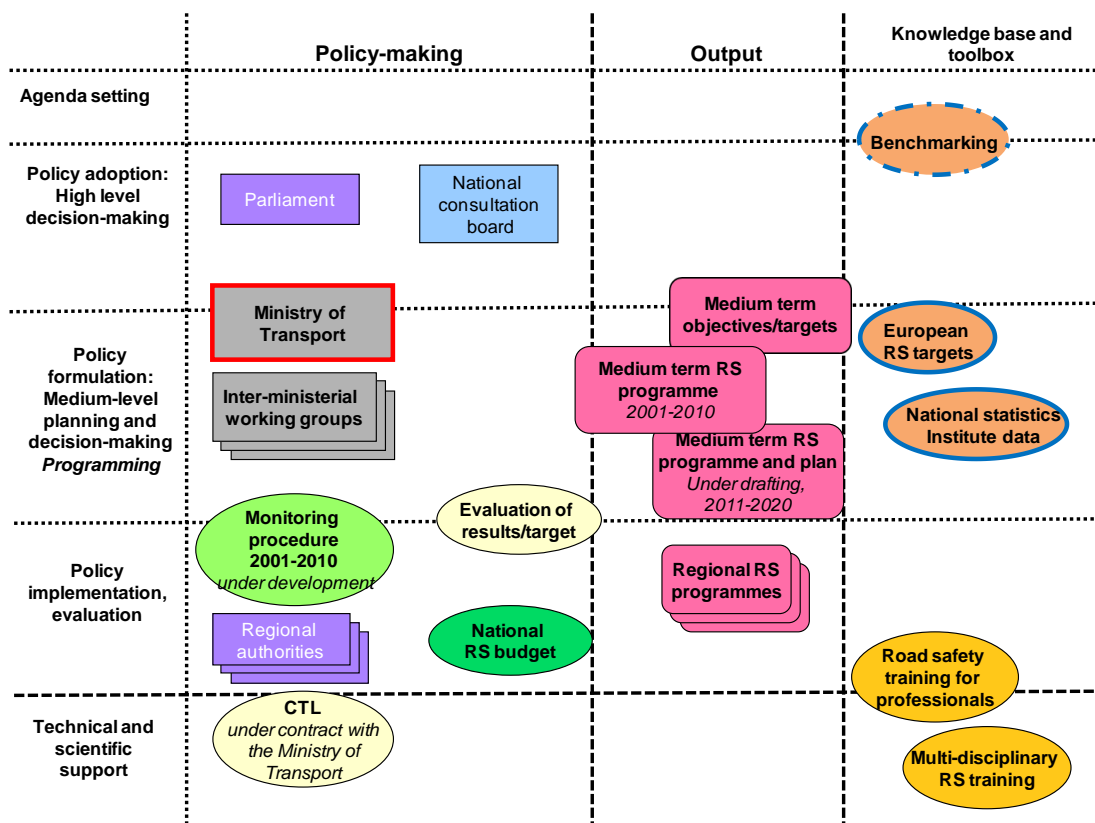 Policy-making
Output
Knowledge base and
toolbox
Agenda setting
Benchmarking
Policy adoption:
High level
decision-making
Parliament
National
consultation
board
Policy
formulation:
Medium-level
planning and
decision-making
Programming
Ministry of
Transport
Inter-ministerial
working groups
Medium term
objectives/targets
Medium term RS
programme
2001-2010
Medium term RS
programme and plan
Under drafting,
2011-2020
European
RS targets
National statistics
Institute data
Policy
implementation,
evaluation
Monitoring
procedure
2001-2010
under development
Evaluation of
results/target
Regional
authorities
National
RS budget
Regional RS
programmes
Road safety
training for
professionals
Technical and
scientific
support
CTL
under contract with
the Ministry of
Transport
Multi-disciplinary
RS training